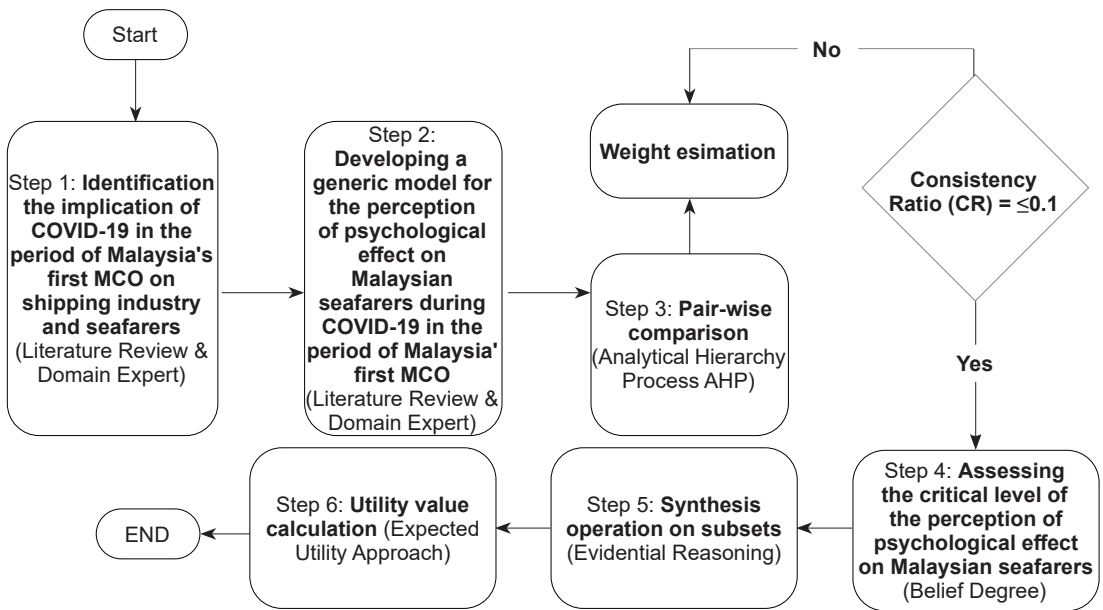 Start
Step 1: Identification
the implication of
COVID-19 in the
period of Malaysia's
first MCO on
shipping industry
and seafarers
(Literature Review &
Domain Expert)
Step 2:
Developing a
generic model for
the perception
of psychological
effect on
Malaysian
seafarers during
COVID-19 in the
period of Malaysia'
first MCO
(Literature Review &
Domain Expert)
Weight esimation
Step 3: Pair-wise
comparison
(Analytical Hierarchy
Process AHP)
No
Consistency
Ratio (CR) = ≤0.1
Yes
Step 4: Assessing
the critical level of
the perception of
psychological effect
on Malaysian seafarers
(Belief Degree)
Step 5: Synthesis
operation on subsets
(Evidential Reasoning)
Step 6: Utility value
calculation (Expected
Utility Approach)
END